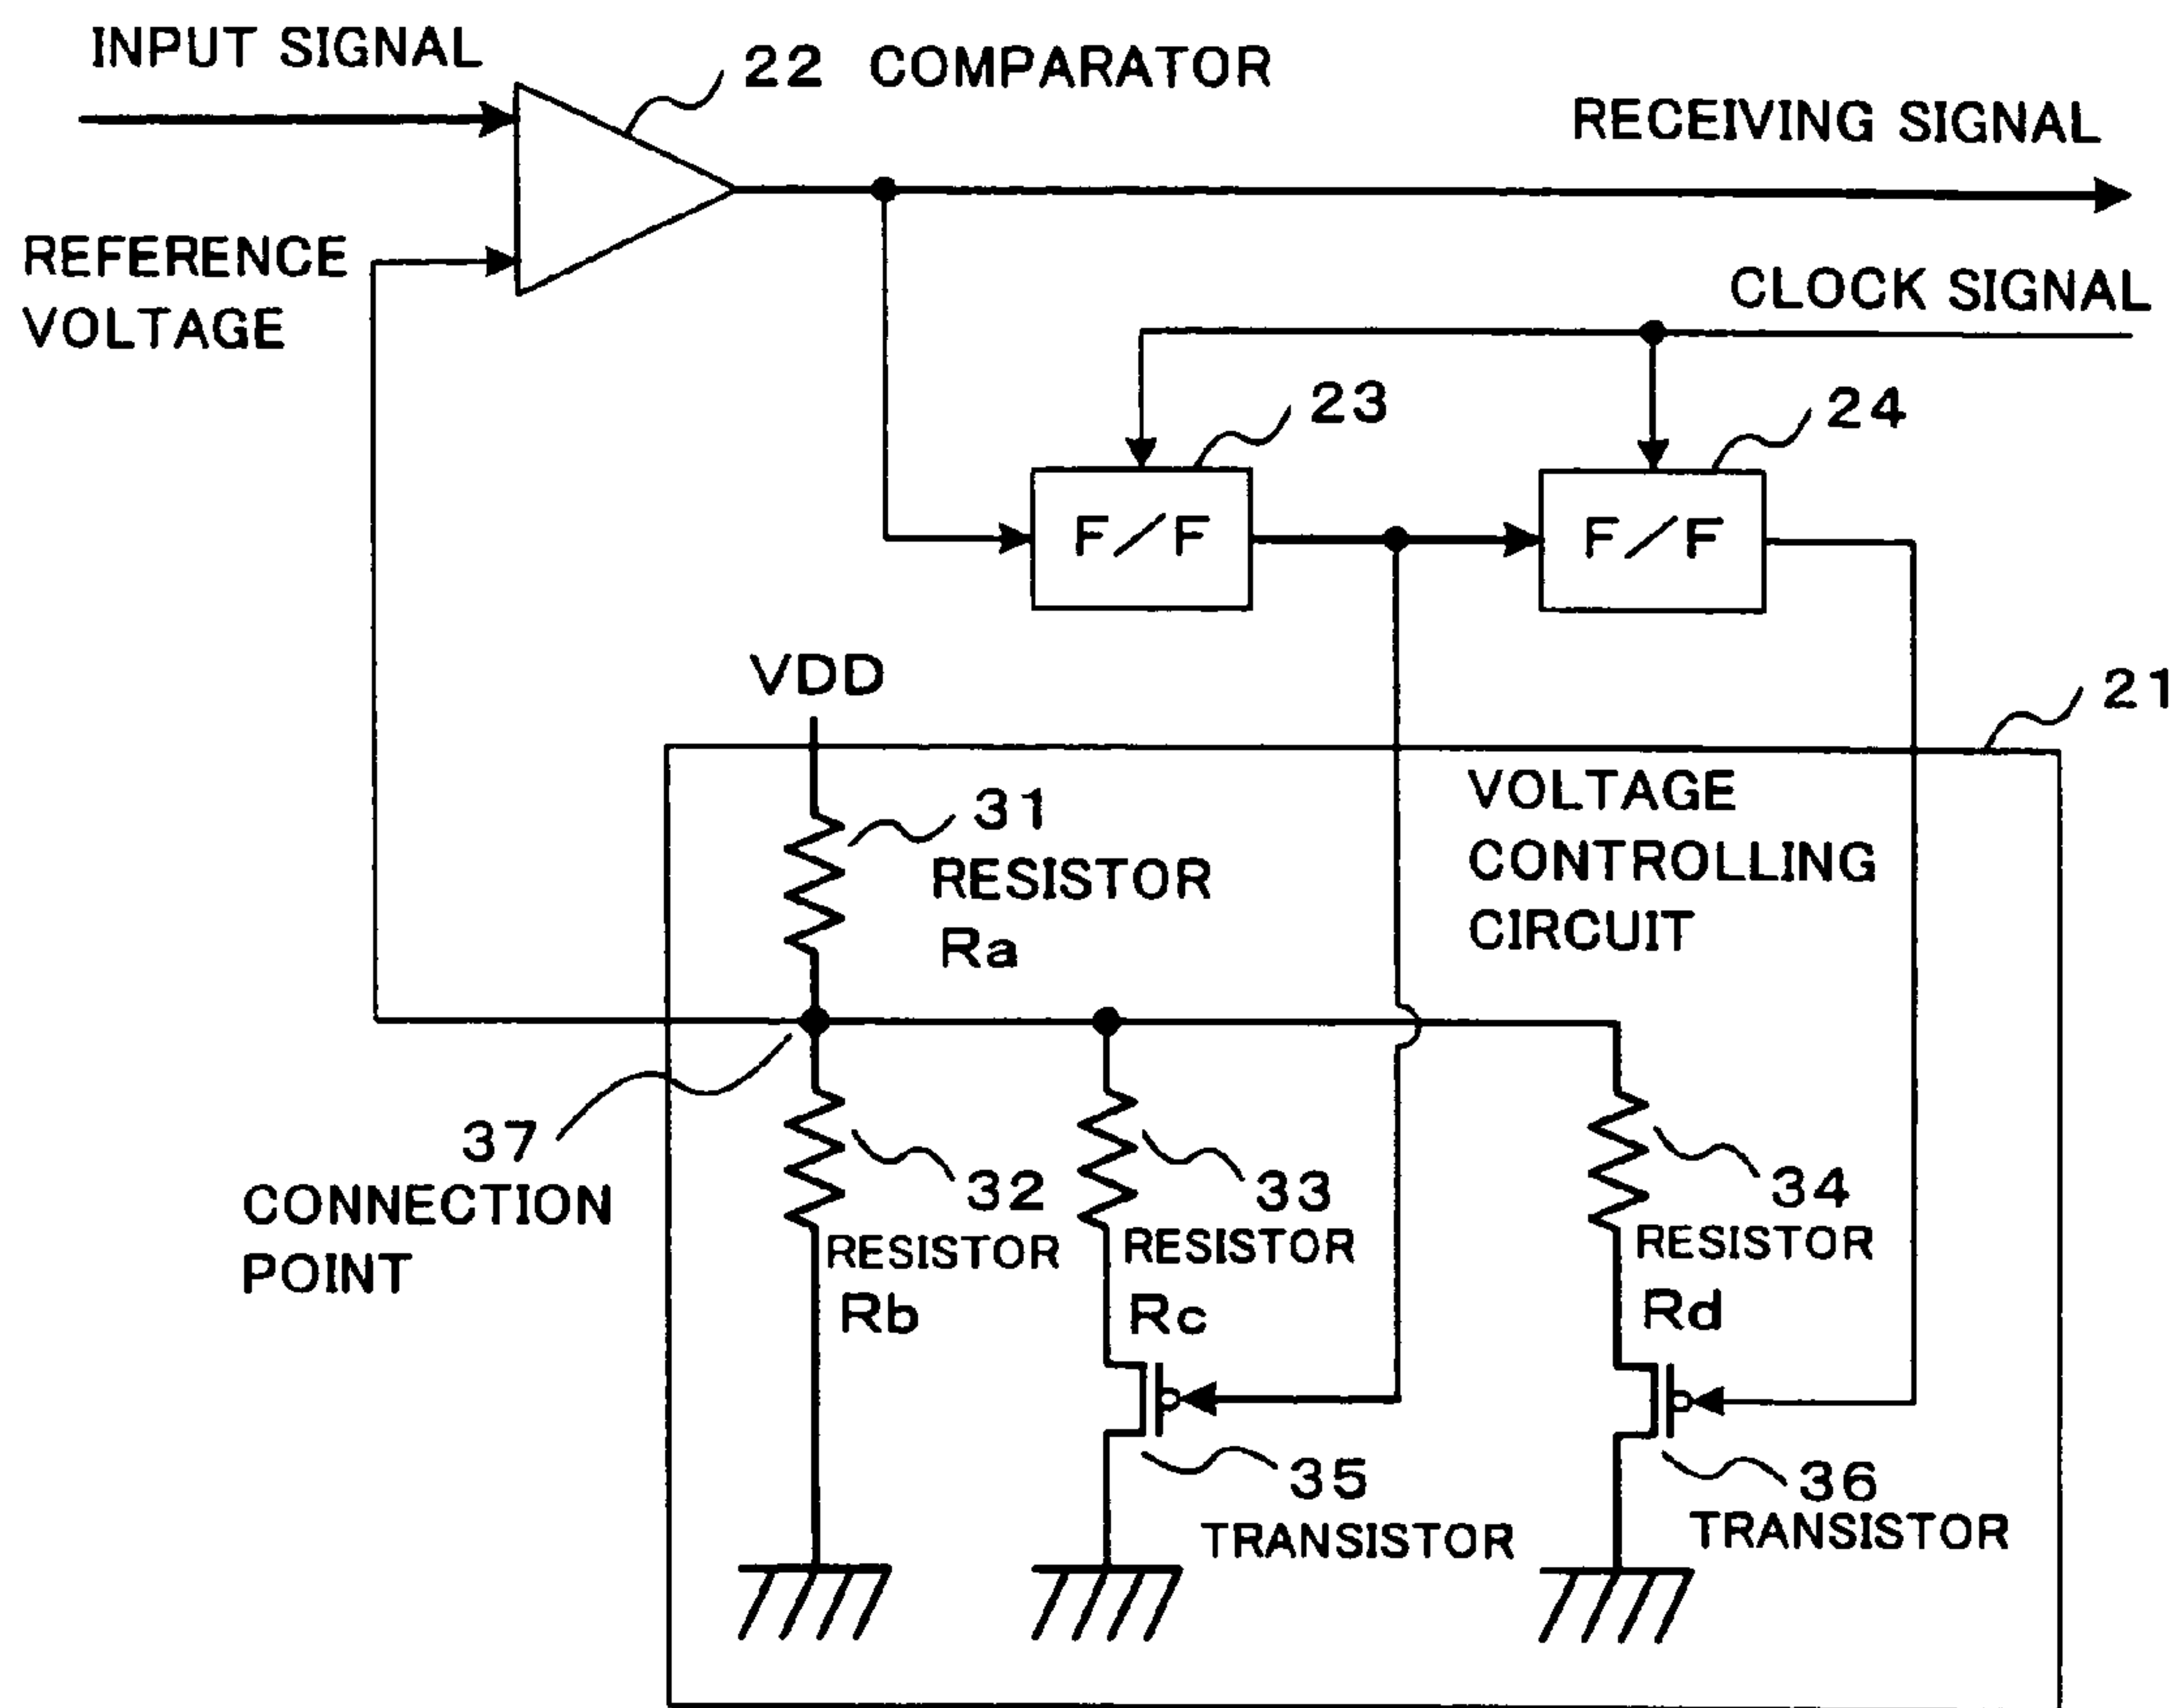 INPUT SIGNAL
22 COMPARATOR
RECEIVING SIGNAL
REFERENCE
VOLTAGE
CLOCK SIGNAL
23
24
F/F
F/F
VDD
21
31
RESISTOR
Ra
VOLTAGE
CONTROLLING
CIRCUIT
37
CONNECTION
POINT
32
RESISTOR
Rb
33
RESISTOR
Rc
34
RESISTOR
Rd
35
TRANSISTOR
36
TRANSISTOR